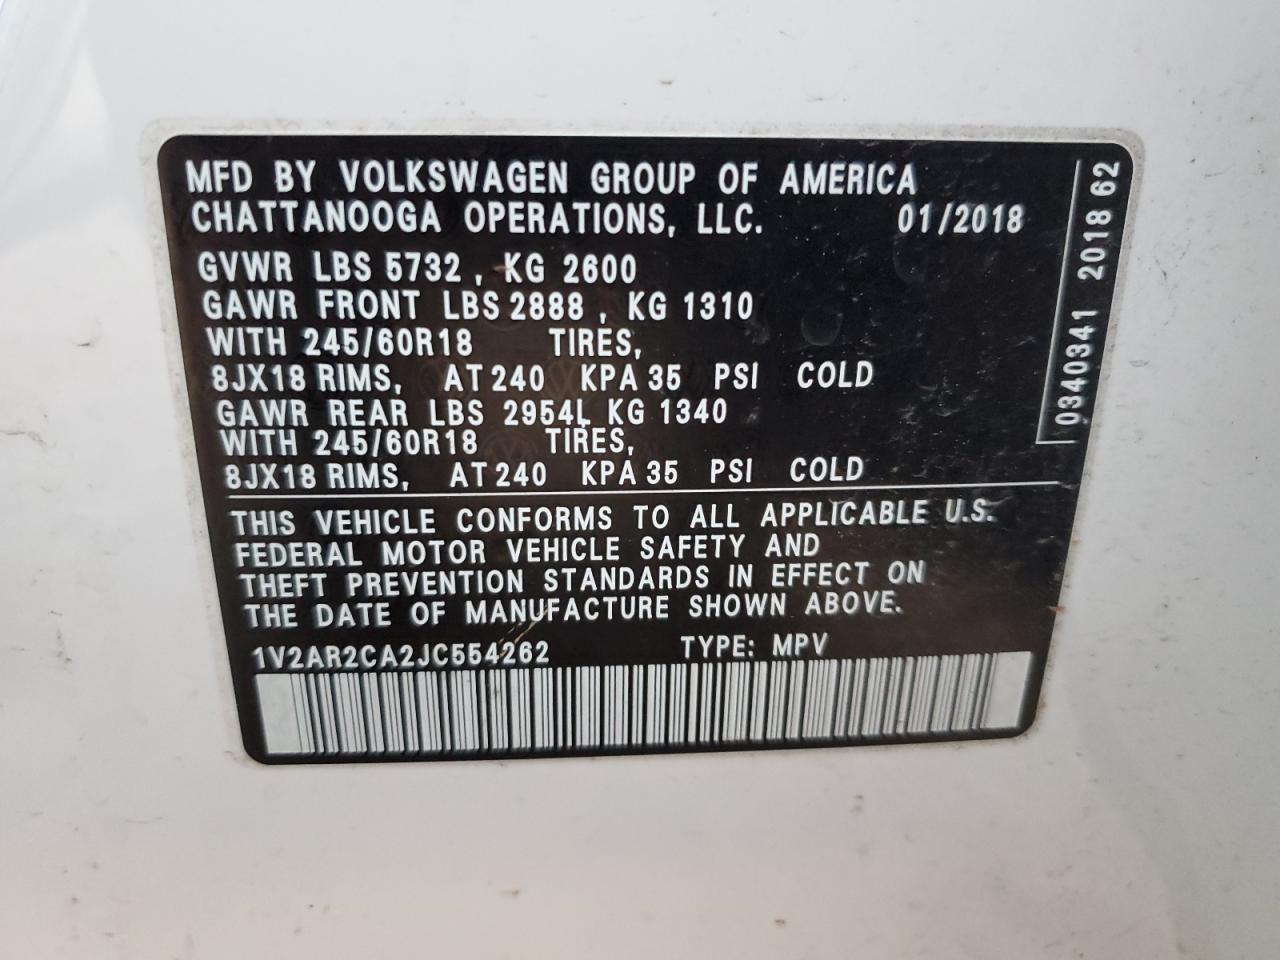 MFD BY VOLKSWAGEN GROUP OF AMERICA
CHATTANOOGA OPERATIONS, LLC. 01/2018
GVWR LBS 5732 , KG 2600
GAWR FRONT LBS 2888 , KG 1310
WITH 245/60R18 TIRES,
8JX18 RIMS, AT 240 KPA 35 PSI COLD
GAWR REAR LBS 2954L KG 1340
WITH 245/60R18 TIRES,
8JX18 RIMS, AT 240 KPA 35 PSI COLD
THIS VEHICLE CONFORMS TO ALL APPLICABLE U.S.
FEDERAL MOTOR VEHICLE SAFETY AND
THEFT PREVENTION STANDARDS IN EFFECT ON
THE DATE OF MANUFACTURE SHOWN ABOVE.
1V2AR2CA2JC554262 TYPE: MPV
0340341 2018 62